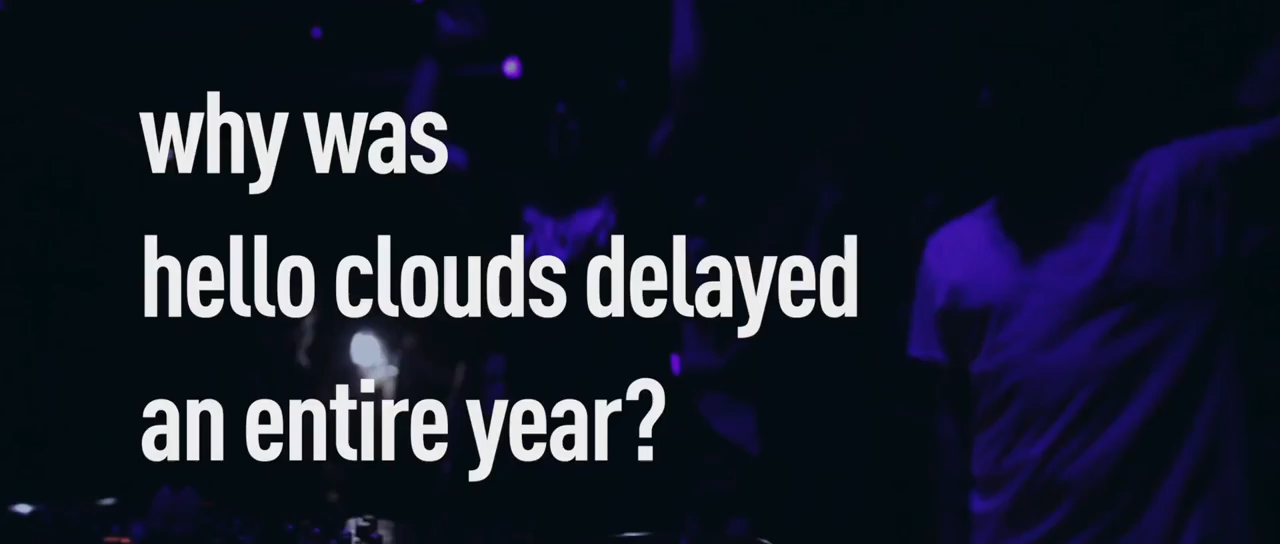 why was
hello clouds delayed
an entire year?